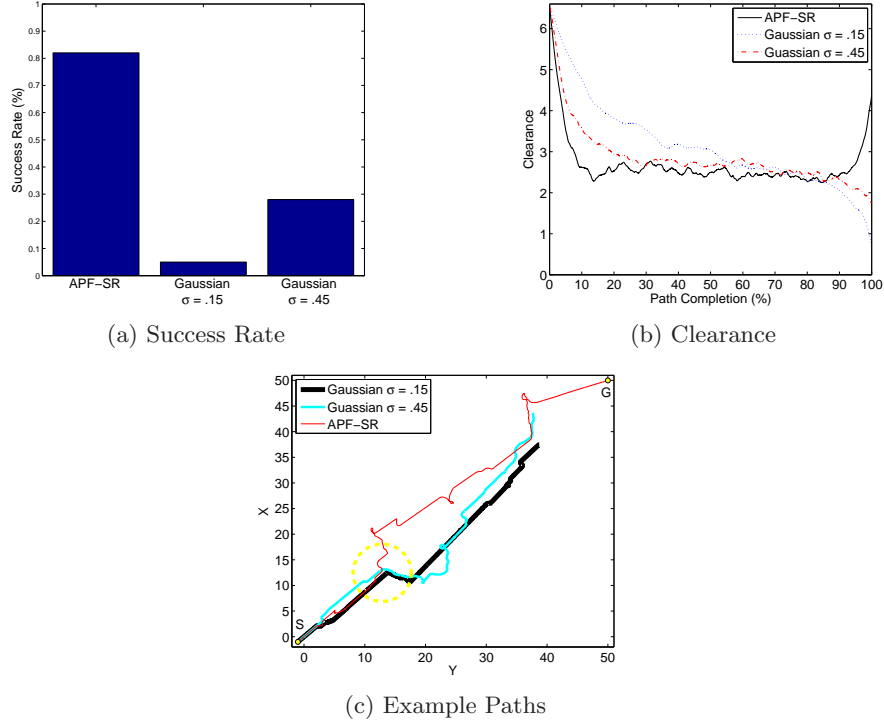 1
0.9
0.8
0.7
0.6
0.5
0.4
0.3
0.2
0.1
0
Success Rate (%)
APF-SR
Gaussian
σ = .15
Gaussian
σ = .45
(a) Success Rate
6
5
4
3
2
1
0
Clearance
APF-SR
Gaussian σ = .15
Guassian σ = .45
0 10 20 30 40 50 60 70 80 90 100
Path Completion (%)
(b) Clearance
50
45
40
35
30
25
20
15
10
5
0
X
Gaussian σ = .15
Guassian σ = .45
APF-SR
G
S
0 10 20 30 40 50
Y
(c) Example Paths